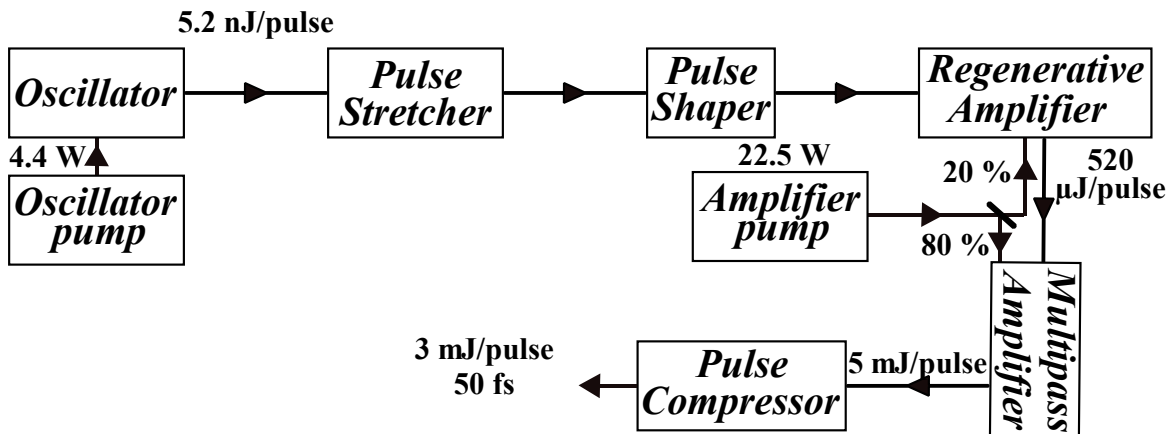 5.2 nJ/pulse
Oscillator
Pulse
Stretcher
Pulse
Shaper
Regenerative
Amplifier
4.4 W
Oscillator
pump
22.5 W
Amplifier
pump
20 %
80 %
520
µJ/pulse
Multipass
Amplifier
5 mJ/pulse
Pulse
Compressor
3 mJ/pulse
50 fs